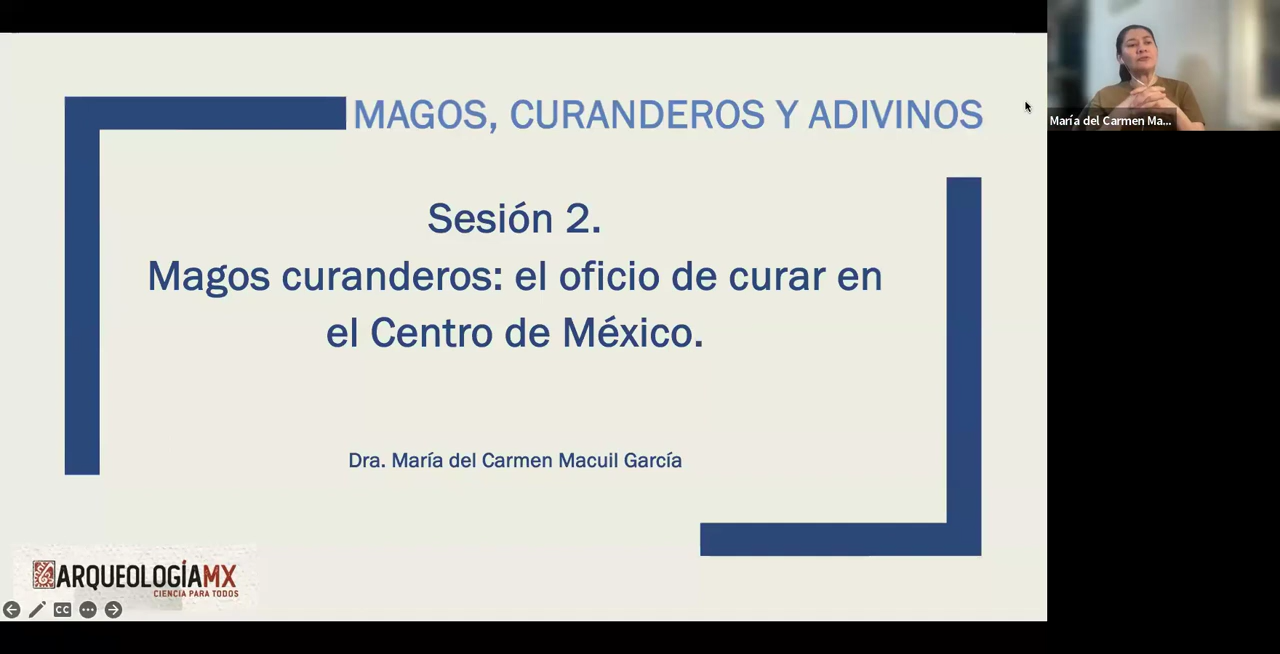 MAGOS, CURANDEROS Y ADIVINOS
Sesión 2.
Magos curanderos: el oficio de curar en
el Centro de México.
Dra. María del Carmen Macuil García
ARQUEOLOGÍAMX
CIENCIA PARA TODOS
CC
María del Carmen Ma...